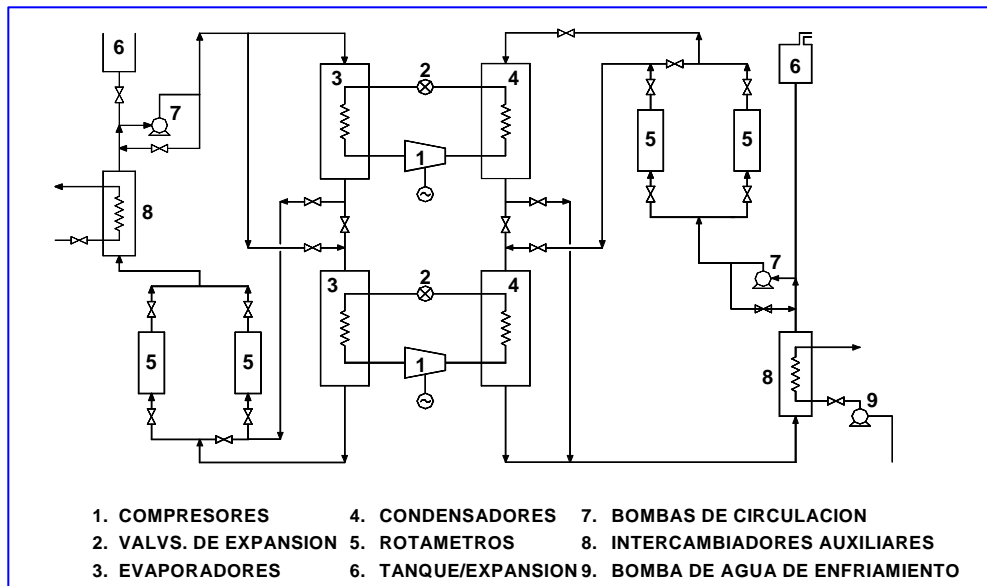 6
7
3
2
4
6
5
5
1
8
7
3
2
4
5
5
1
8
9
1. COMPRESORES
2. VALVS. DE EXPANSION
3. EVAPORADORES
4. CONDENSADORES
5. ROTAMETROS
6. TANQUE/EXPANSION
7. BOMBAS DE CIRCULACION
8. INTERCAMBIADORES AUXILIARES
9. BOMBA DE AGUA DE ENFRIAMIENTO